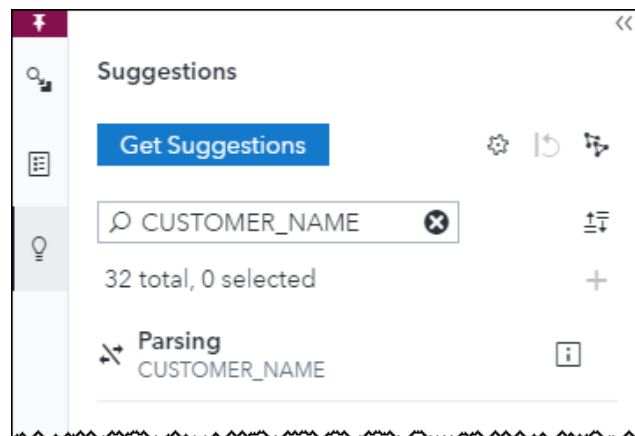 Suggestions
Get Suggestions
CUSTOMER_NAME
32 total, 0 selected
Parsing
CUSTOMER_NAME